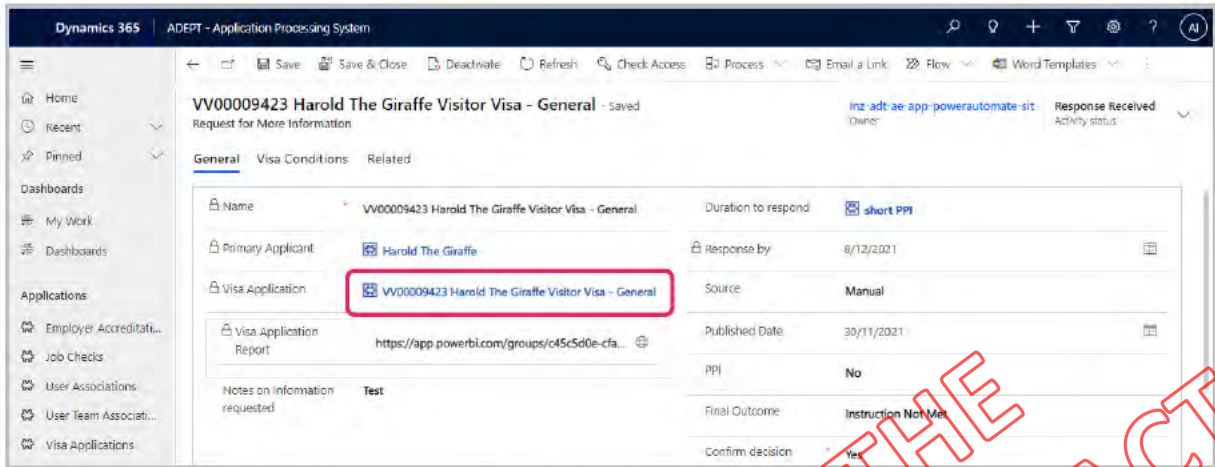 Dynamics 365 ADEPT - Application Processing System ? AI
Save Save & Close Deactivate Refresh Check Access Process Email a Link Flow Word Templates
Home
Recent
Pinned
Dashboards
My Work
Dashboards
Applications
Employer Accreditati...
Job Checks
User Associations
User Team Associati...
Visa Applications
VV00009423 Harold The Giraffe Visitor Visa - General - Saved
Request for More Information
inz-adt-ae-app-powerautomate-sit
Owner
Response Received
Activity status
General Visa Conditions Related
Name * VV00009423 Harold The Giraffe Visitor Visa - General
Primary Applicant Harold The Giraffe
Visa Application VV00009423 Harold The Giraffe Visitor Visa - General
Visa Application Report https://app.powerbi.com/groups/c45c5d0e-cfa...
Notes on Information requested Test
Duration to respond short PPI
Response by 8/12/2021
Source Manual
Published Date 30/11/2021
PPI No
Final Outcome Instruction Not Met
Confirm decision * Yes
THE
ACT